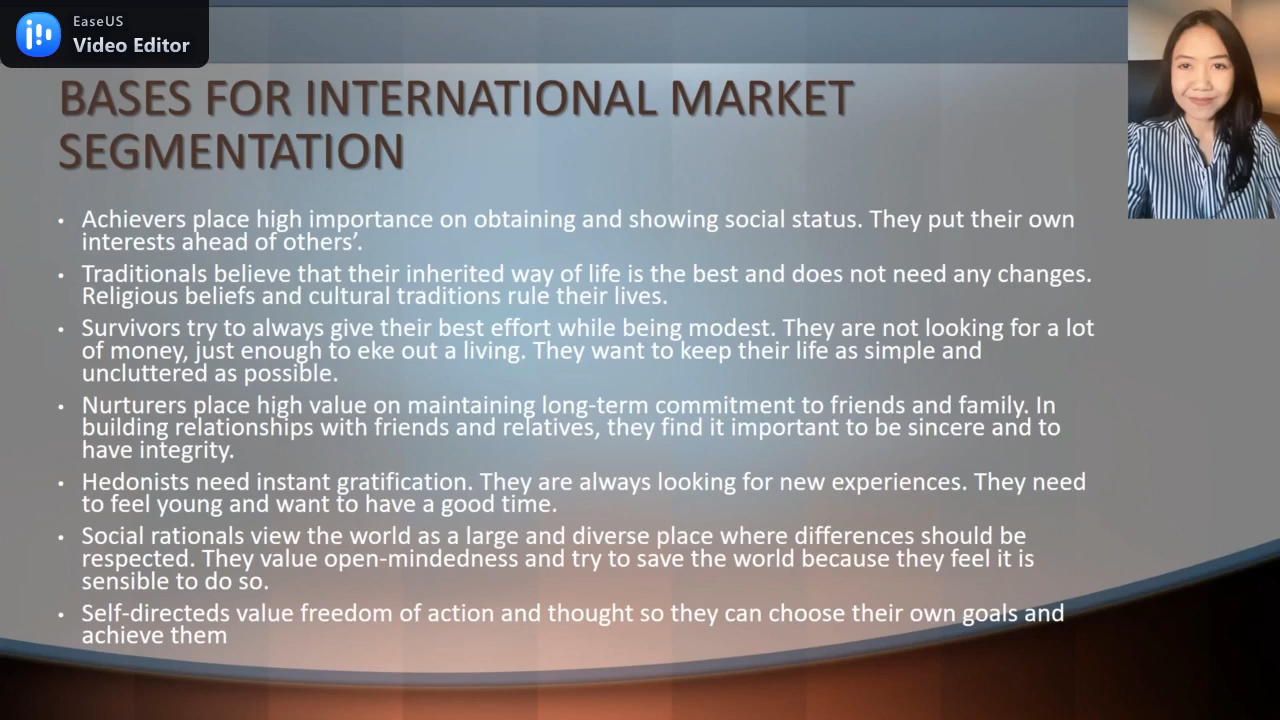 EaseUS
Video Editor
BASES FOR INTERNATIONAL MARKET
SEGMENTATION
• Achievers place high importance on obtaining and showing social status. They put their own
interests ahead of others’.
• Traditionals believe that their inherited way of life is the best and does not need any changes.
Religious beliefs and cultural traditions rule their lives.
• Survivors try to always give their best effort while being modest. They are not looking for a lot
of money, just enough to eke out a living. They want to keep their life as simple and
uncluttered as possible.
• Nurturers place high value on maintaining long-term commitment to friends and family. In
building relationships with friends and relatives, they find it important to be sincere and to
have integrity.
• Hedonists need instant gratification. They are always looking for new experiences. They need
to feel young and want to have a good time.
• Social rationals view the world as a large and diverse place where differences should be
respected. They value open-mindedness and try to save the world because they feel it is
sensible to do so.
• Self-directeds value freedom of action and thought so they can choose their own goals and
achieve them